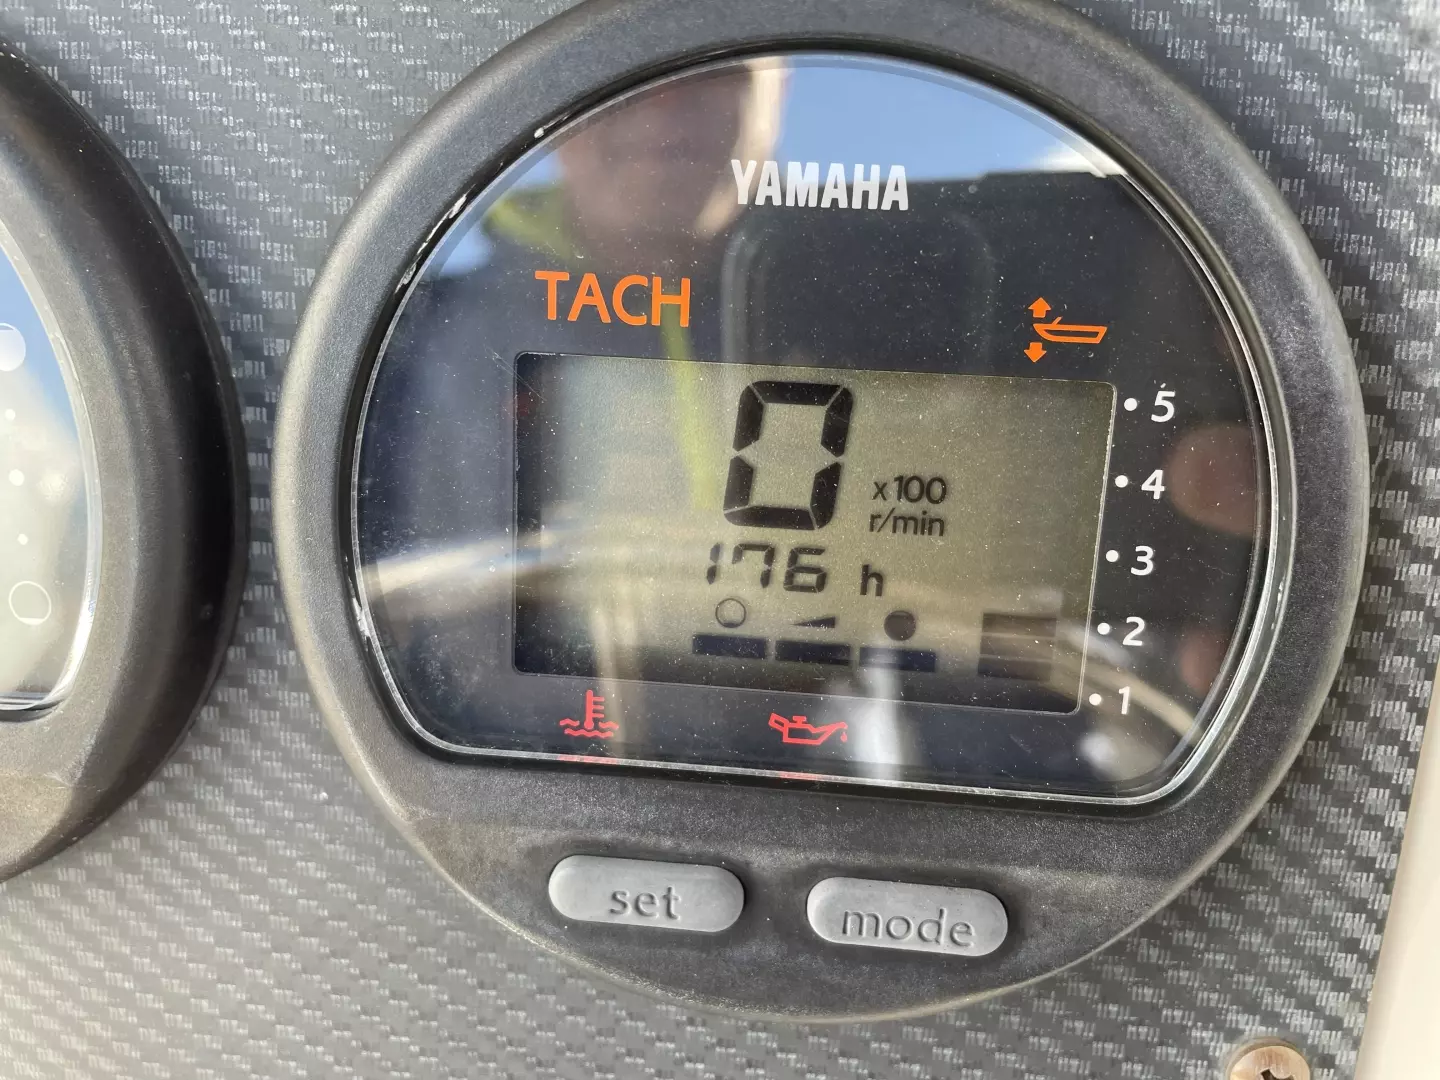 YAMAHA
TACH
0 x100
r/min
176 h
5
4
3
2
1
set
mode